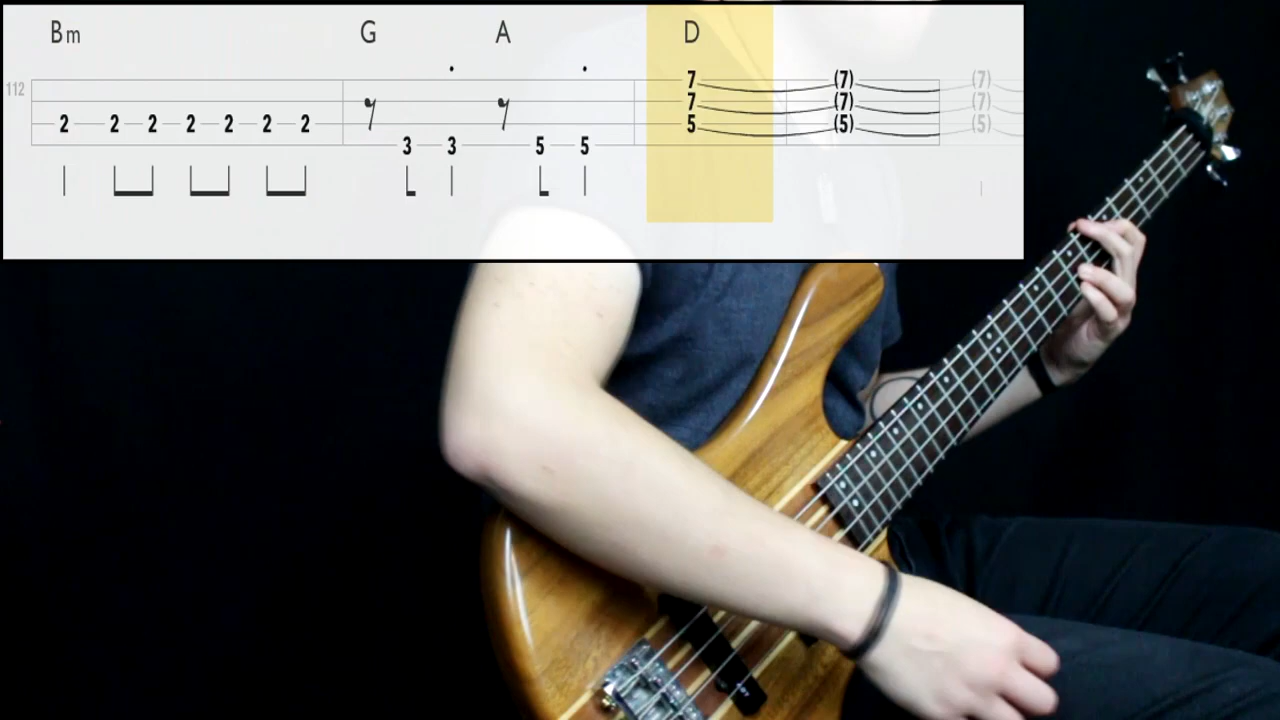 Bm G A D
112
7 (7) (7)
7 (7) (7)
2 2 2 2 2 2 2 5 (5) (5)
3 3 5 5